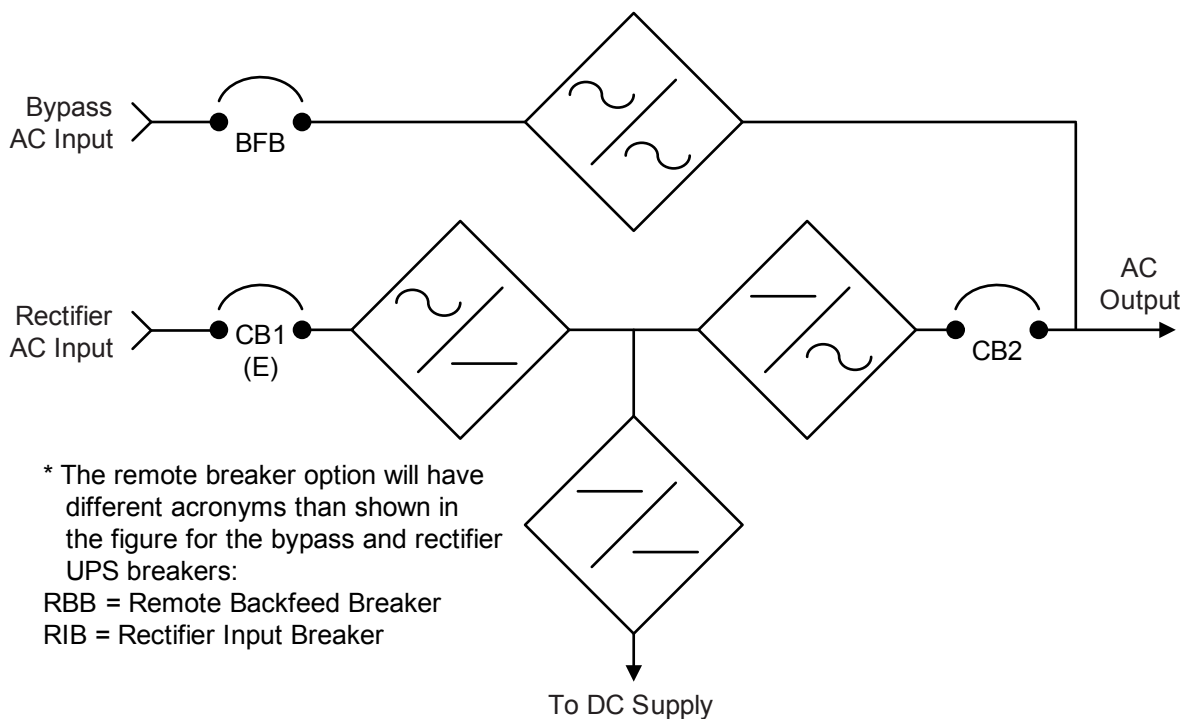 Bypass
AC Input
BFB
Rectifier
AC Input
CB1
(E)
CB2
AC
Output
* The remote breaker option will have
different acronyms than shown in
the figure for the bypass and rectifier
UPS breakers:
RBB = Remote Backfeed Breaker
RIB = Rectifier Input Breaker
To DC Supply